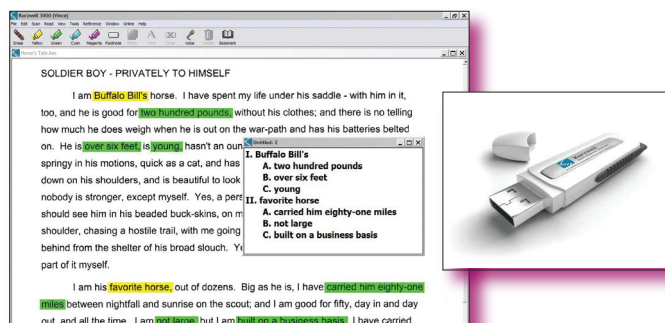 Kurzweil 3000 (Vince)
File Edit Scan Read View Tools Reference Window Online Help
Erase Yellow Green Cyan Magenta Footnote Voice Bookmark
Horse's Tale.kes
SOLDIER BOY - PRIVATELY TO HIMSELF
I am Buffalo Bill's horse. I have spent my life under his saddle - with him in it,
too, and he is good for two hundred pounds, without his clothes; and there is no telling
how much he does weigh when he is out on the war-path and has his batteries belted
on. He is over six feet, is young, hasn't an oun
springy in his motions, quick as a cat, and has
down on his shoulders, and is beautiful to look
nobody is stronger, except myself. Yes, a pers
should see him in his beaded buck-skins, on m
shoulder, chasing a hostile trail, with me going
behind from the shelter of his broad slouch. Ye
part of it myself.
Untitled: 2
I. Buffalo Bill's
A. two hundred pounds
B. over six feet
C. young
II. favorite horse
A. carried him eighty-one miles
B. not large
C. built on a business basis
I am his favorite horse, out of dozens. Big as he is, I have carried him eighty-one
miles between nightfall and sunrise on the scout; and I am good for fifty, day in and day
out, and all the time. I am not large, but I am built on a business basis. I have carried